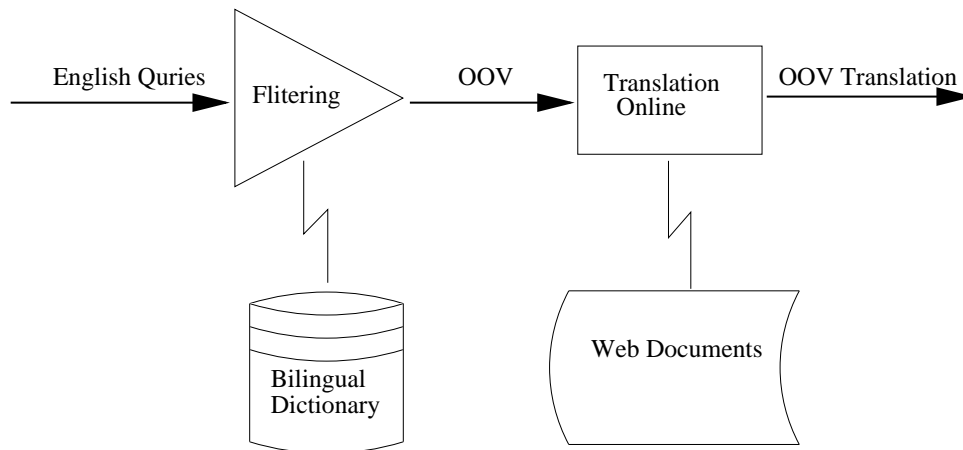 English Quries
Flitering
OOV
Translation
Online
OOV Translation
Bilingual
Dictionary
Web Documents